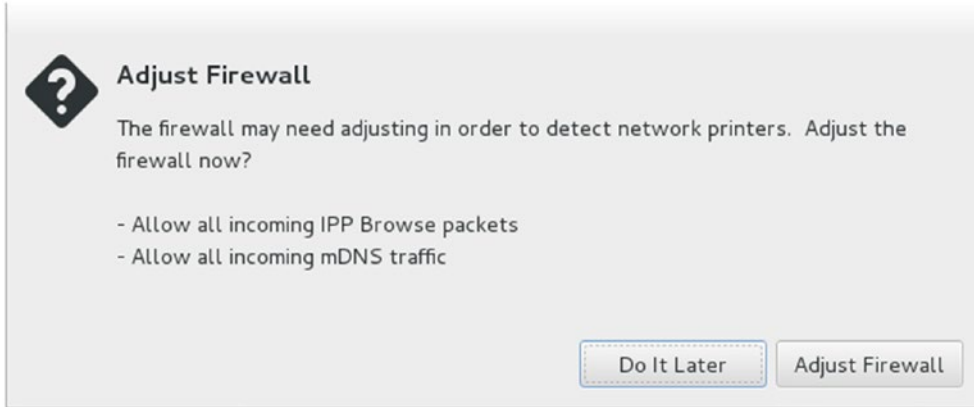 Adjust Firewall
The firewall may need adjusting in order to detect network printers.  Adjust the
firewall now?
- Allow all incoming IPP Browse packets
- Allow all incoming mDNS traffic
Do It Later
Adjust Firewall